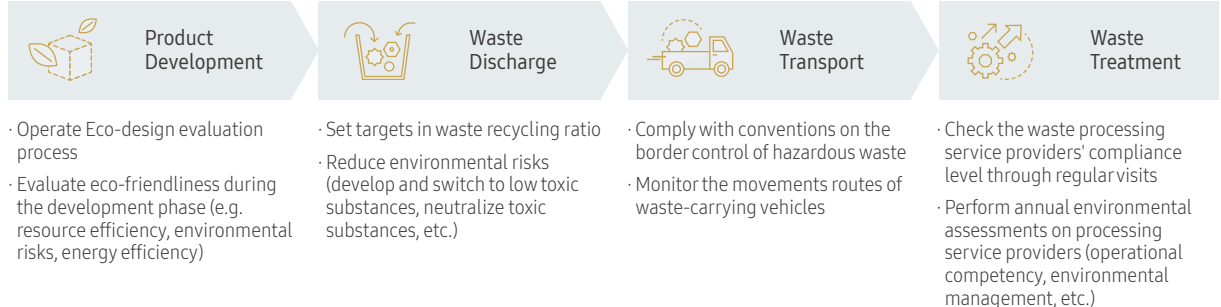 Product
Development
· Operate Eco-design evaluation
process
· Evaluate eco-friendliness during
the development phase (e.g.
resource efficiency, environmental
risks, energy efficiency)
Waste
Discharge
· Set targets in waste recycling ratio
· Reduce environmental risks
(develop and switch to low toxic
substances, neutralize toxic
substances, etc.)
Waste
Transport
· Comply with conventions on the
border control of hazardous waste
· Monitor the movements routes of
waste-carrying vehicles
Waste
Treatment
· Check the waste processing
service providers' compliance
level through regular visits
· Perform annual environmental
assessments on processing
service providers (operational
competency, environmental
management, etc.)